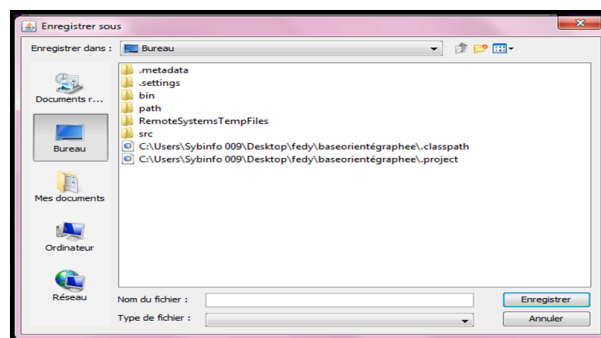 Enregistrer sous
Enregistrer dans :
Bureau
Documents r...
Bureau
Mes documents
Ordinateur
Réseau
.metadata
.settings
bin
path
RemoteSystemsTempFiles
src
C:\Users\Sybinfo 009\Desktop\fedy\baseorientégraphee\.classpath
C:\Users\Sybinfo 009\Desktop\fedy\baseorientégraphee\.project
Nom du fichier :
Enregistrer
Type de fichier :
Annuler